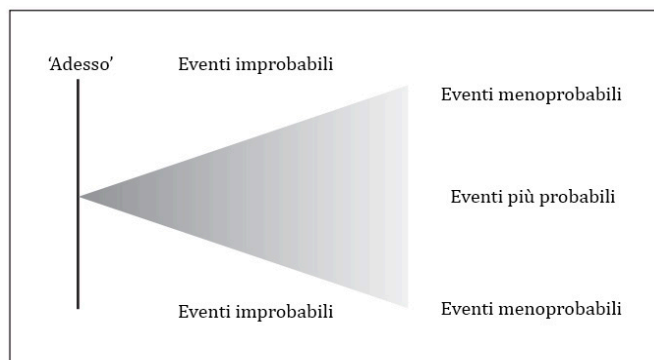 ‘Adesso’
Eventi improbabili
Eventi menoprobabili
Eventi più probabili
Eventi improbabili
Eventi menoprobabili